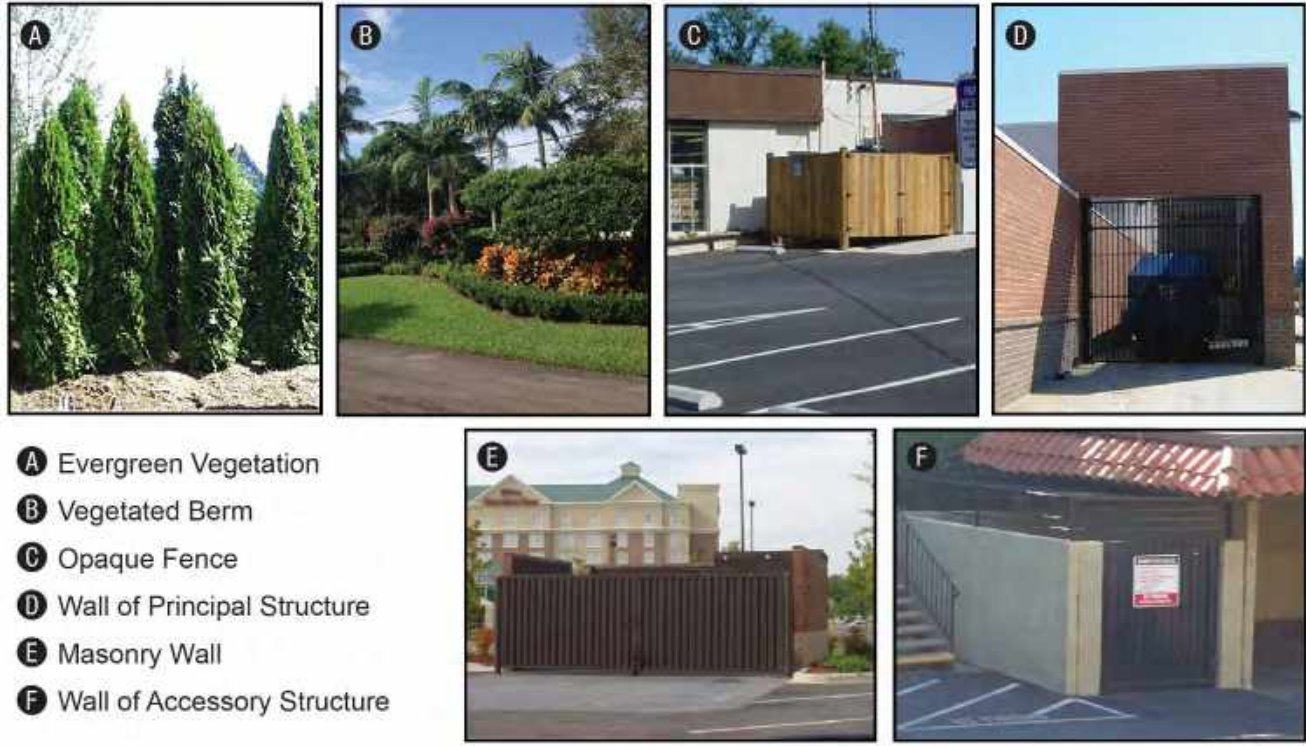 A
B
C
D
A Evergreen Vegetation
B Vegetated Berm
C Opaque Fence
D Wall of Principal Structure
E Masonry Wall
F Wall of Accessory Structure
E
F